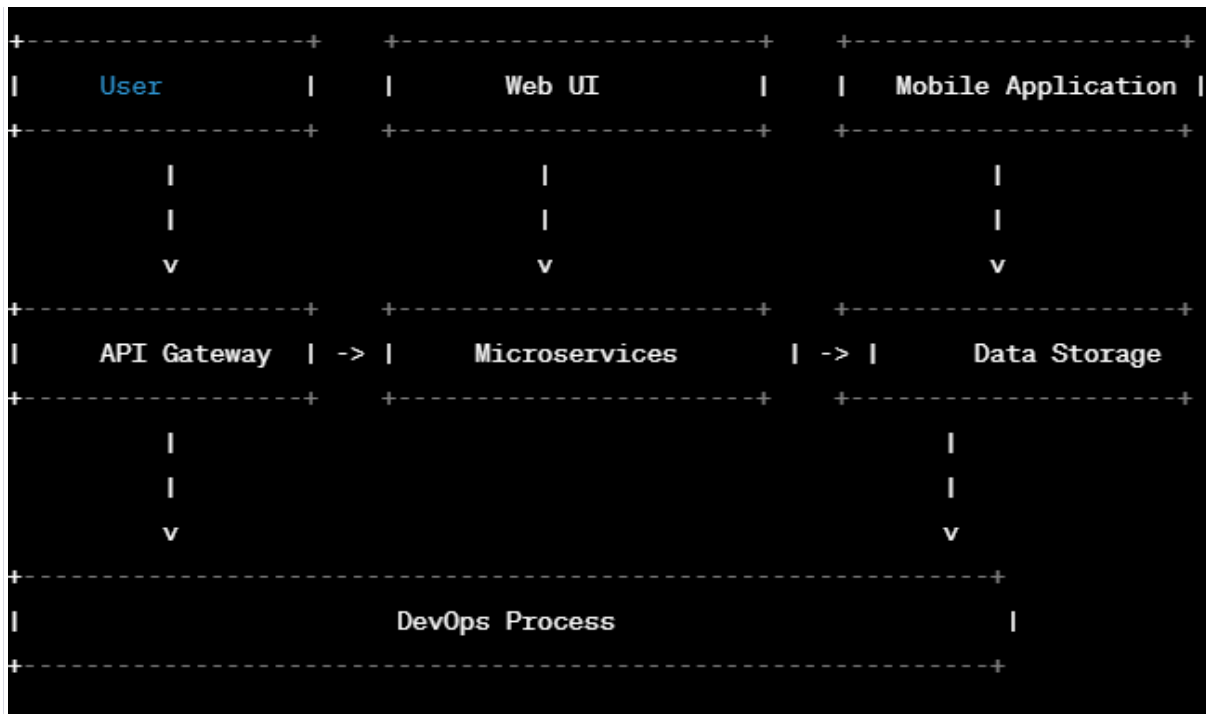 +-------------------+    +-----------------------+    +---------------------+
|     User          |    |       Web UI          |    |   Mobile Application |
+-------------------+    +-----------------------+    +---------------------+
          |                       |                            |
          |                       |                            |
          v                       v                            v
+-------------------+    +-----------------------+    +---------------------+
|     API Gateway  | -> |     Microservices       | -> |      Data Storage
+-------------------+    +-----------------------+    +---------------------+
          |                                                 |
          |                                                 |
          v                                                 v
+--------------------------------------------------------------+
|                        DevOps Process                         |
+--------------------------------------------------------------+